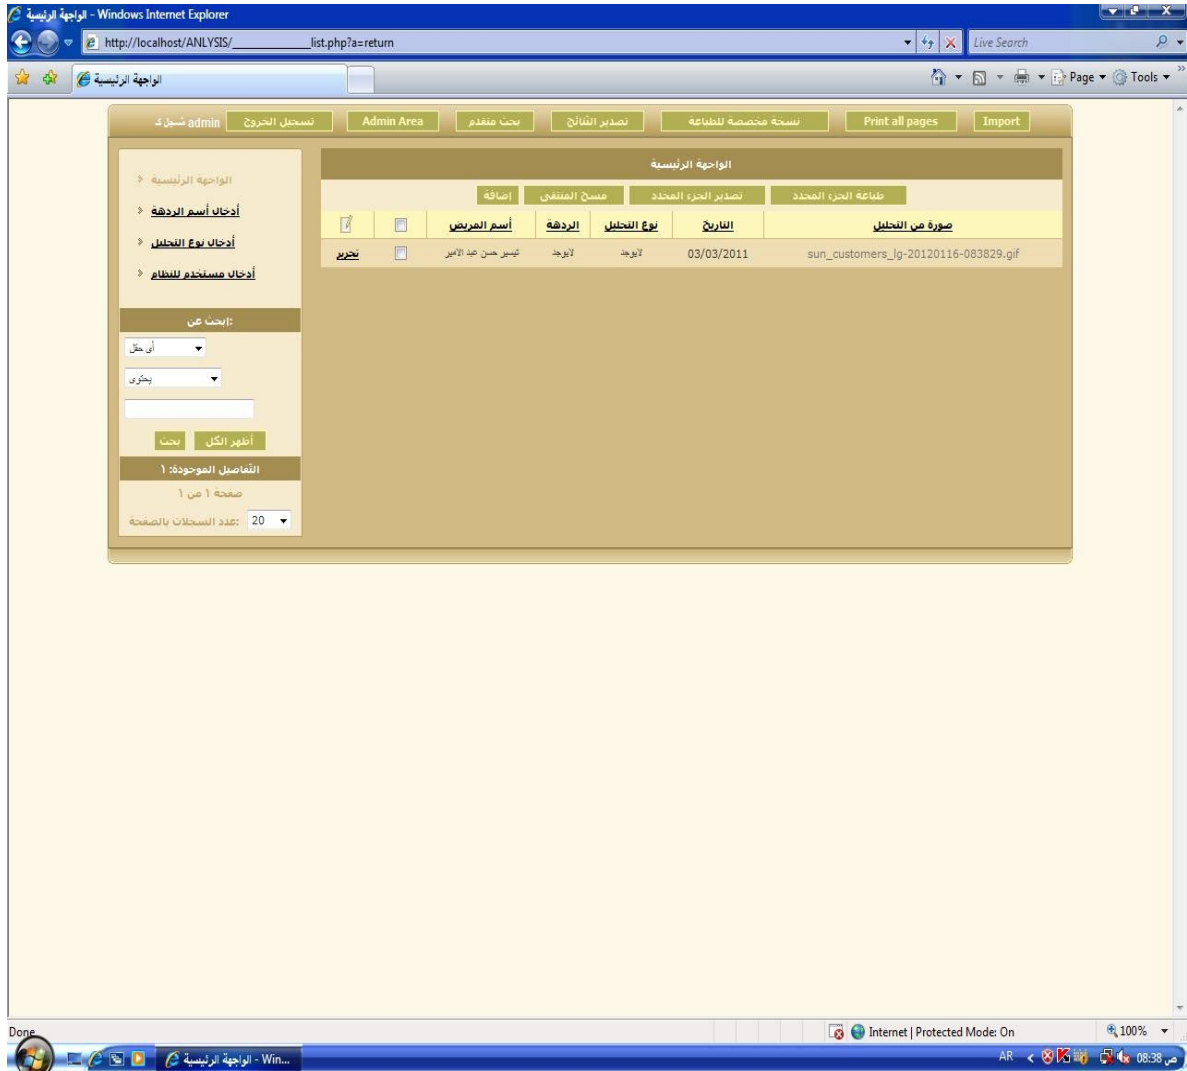 الواجهة الرئيسية - Windows Internet Explorer
http://localhost/ANLYSIS/__________list.php?a=return
Live Search
الواجهة الرئيسية
Page
Tools
admin
تسجيل الخروج
Admin Area
بحث متقدم
تصدير النتائج
نسخة مخصصة للطباعة
Print all pages
Import
الواجهة الرئيسية
أدخال أسم الردهة
أدخال نوع التحليل
أدخال مستخدم للنظام
الواجهة الرئيسية
إضافة
مسح المنتقى
تصدير الجزء المحدد
طباعة الجزء المحدد
أسم المريض
الردهة
نوع التحليل
التاريخ
صورة من التحليل
تحرير
تيسير حسن عبد الامير
لايوجد
لايوجد
03/03/2011
sun_customers_lg-20120116-083829.gif
إبحث عن:
أى حقل
يحتوى
بحث
أظهر الكل
التفاصيل الموجودة: ١
صفحة ١ من ١
عدد السجلات بالصفحة: 20
Done
Internet | Protected Mode: On
100%
الواجهة الرئيسية - Win...
AR
08:38 ص